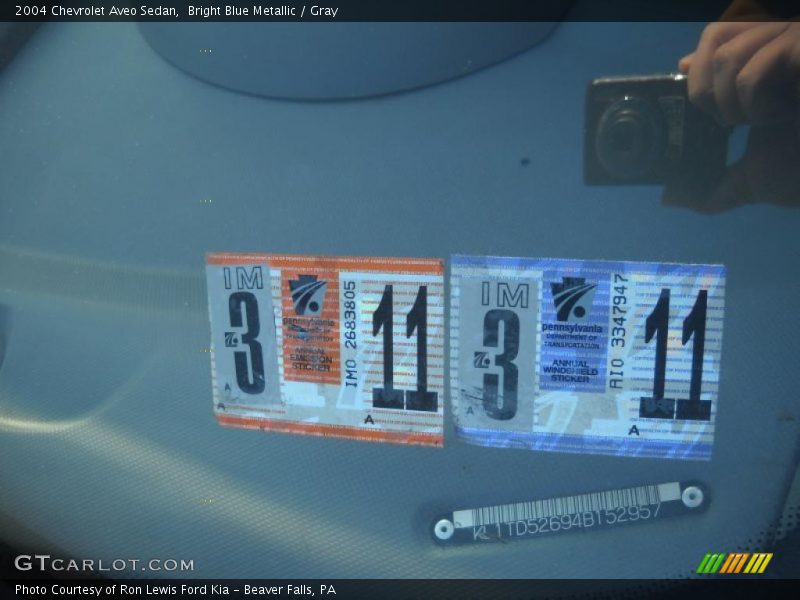 2004 Chevrolet Aveo Sedan,  Bright Blue Metallic / Gray
IM
3
pennsylvania
ANNUAL
EMISSION
STICKER
IM0 2683805
11
A
IM
3
pennsylvania
DEPARTMENT OF
TRANSPORTATION
ANNUAL
WINDSHIELD
STICKER
AI0 3347947
11
A
KL1TD52694B152957
GTCARLOT.COM
Photo Courtesy of Ron Lewis Ford Kia - Beaver Falls, PA